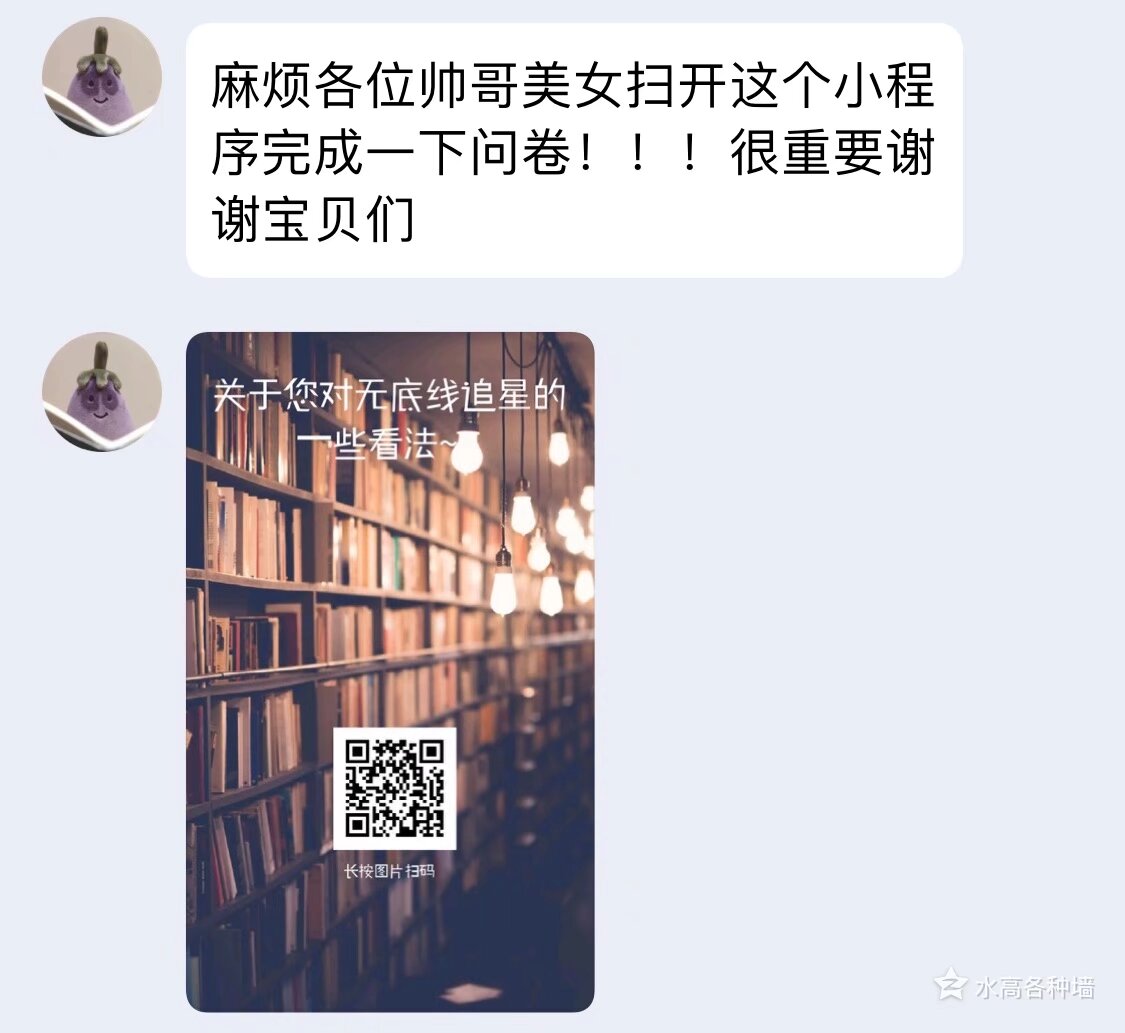 麻烦各位帅哥美女扫开这个小程
序完成一下问卷！！！很重要谢
谢宝贝们
关于您对无底线追星的
一些看法~
长按图片扫码
水高各种墙